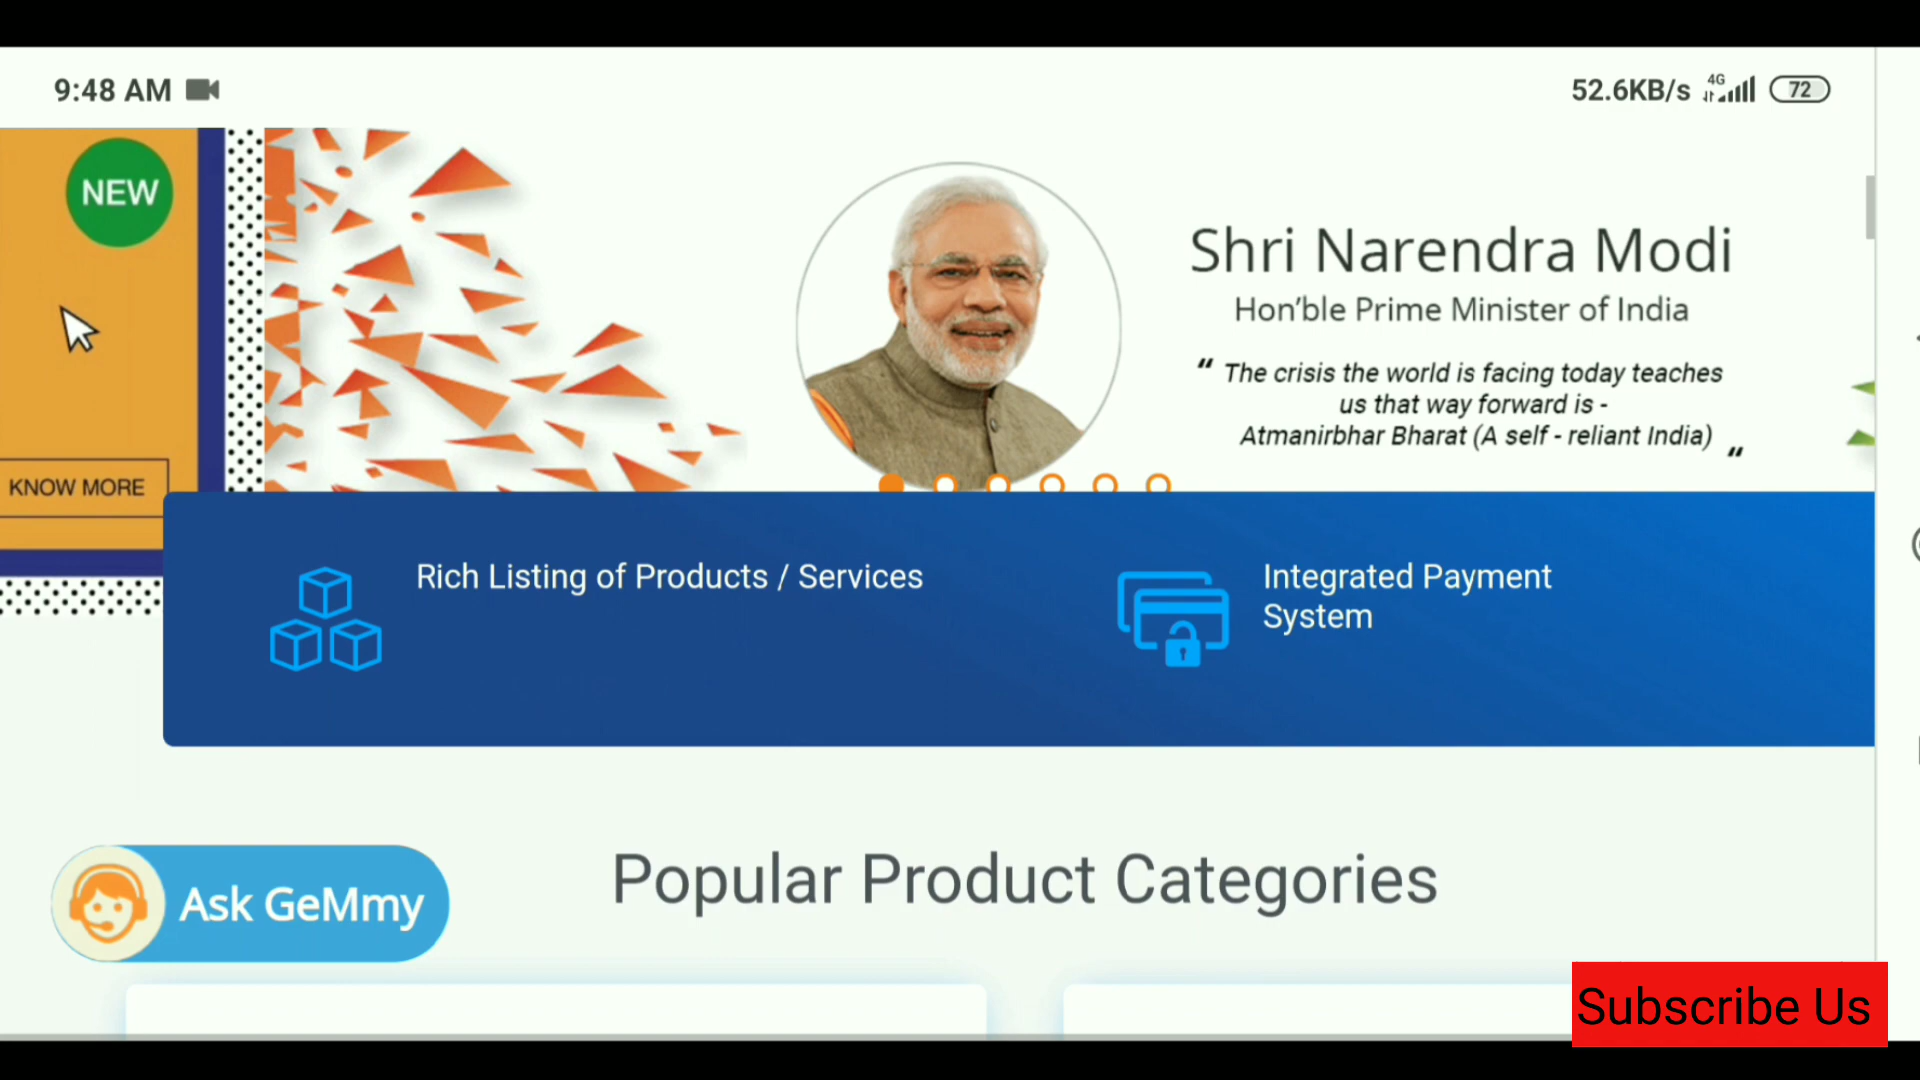 9:48 AM
52.6KB/s 4G 72
NEW
KNOW MORE
Shri Narendra Modi
Hon’ble Prime Minister of India
“ The crisis the world is facing today teaches
us that way forward is -
Atmanirbhar Bharat (A self - reliant India) ”
Rich Listing of Products / Services
Integrated Payment
System
Ask GeMmy
Popular Product Categories
Subscribe Us